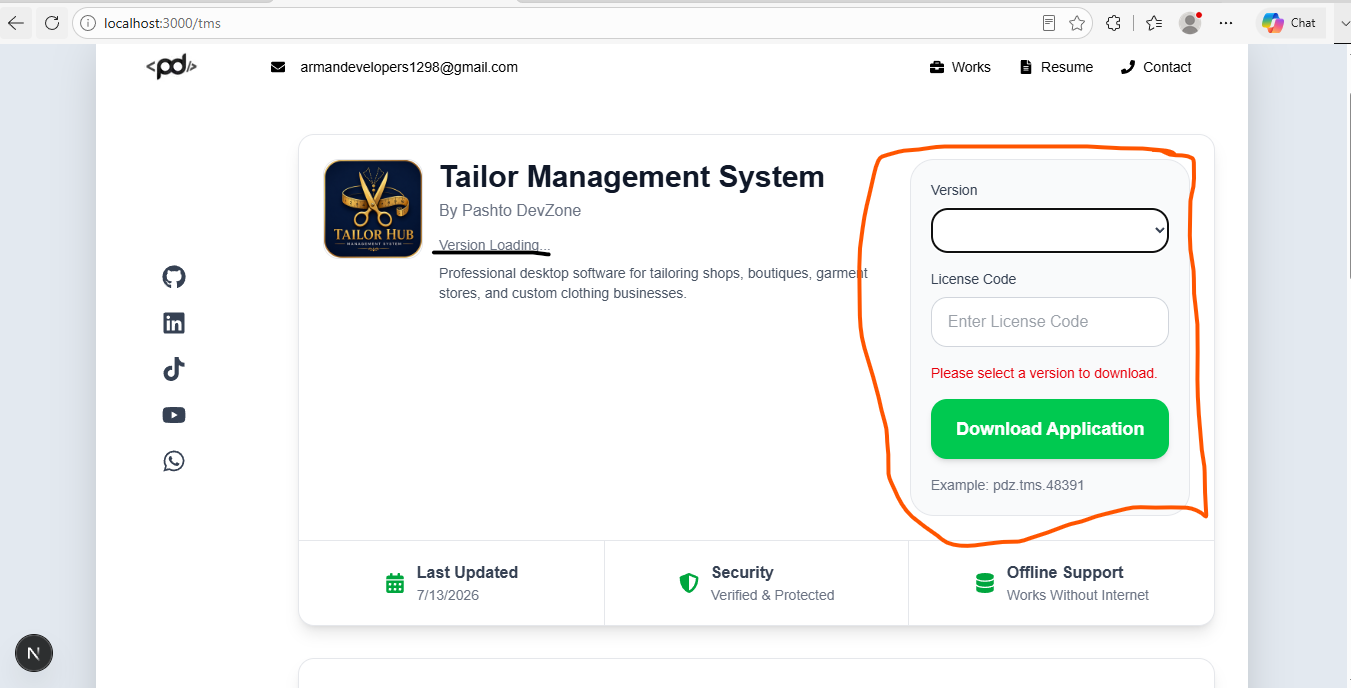 localhost:3000/tms
Chat
<pd/>
armandevelopers1298@gmail.com
Works
Resume
Contact
TAILOR HUB
MANAGEMENT SYSTEM
Tailor Management System
By Pashto DevZone
Version Loading...
Professional desktop software for tailoring shops, boutiques, garment
stores, and custom clothing businesses.
Version
License Code
Enter License Code
Please select a version to download.
Download Application
Example: pdz.tms.48391
Last Updated
7/13/2026
Security
Verified & Protected
Offline Support
Works Without Internet
N